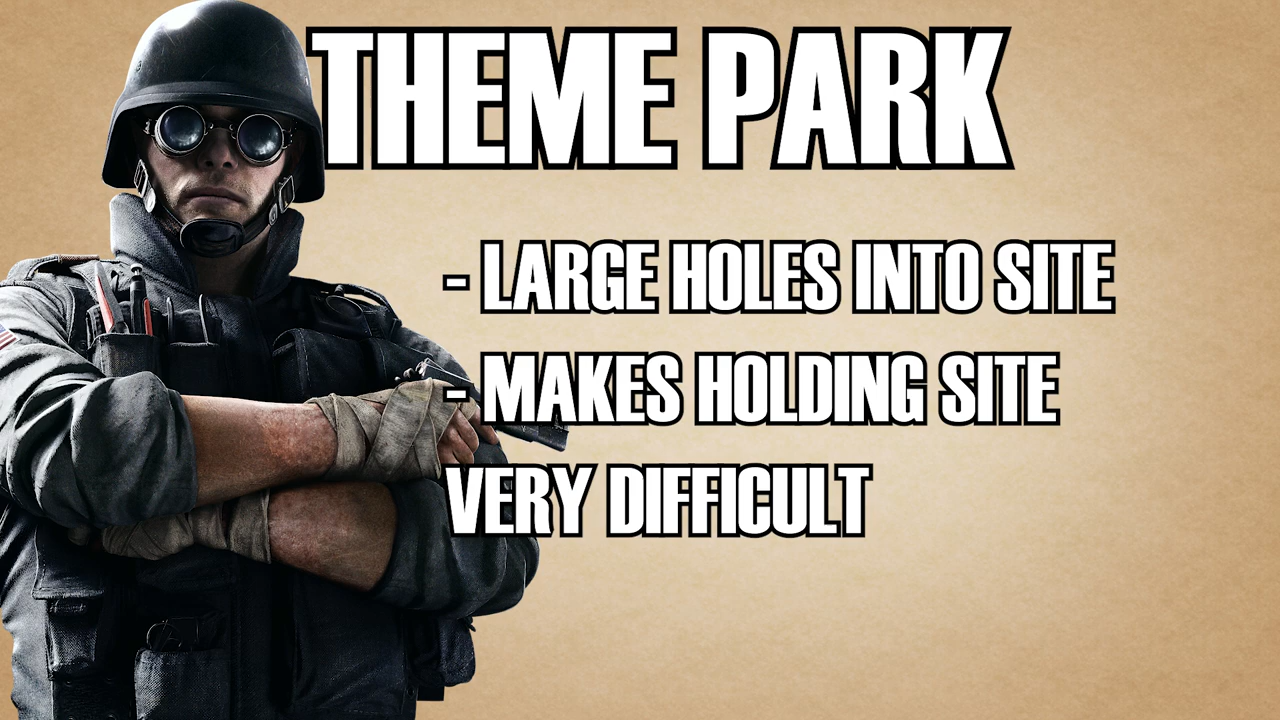 THEME PARK
- LARGE HOLES INTO SITE
- MAKES HOLDING SITE
VERY DIFFICULT